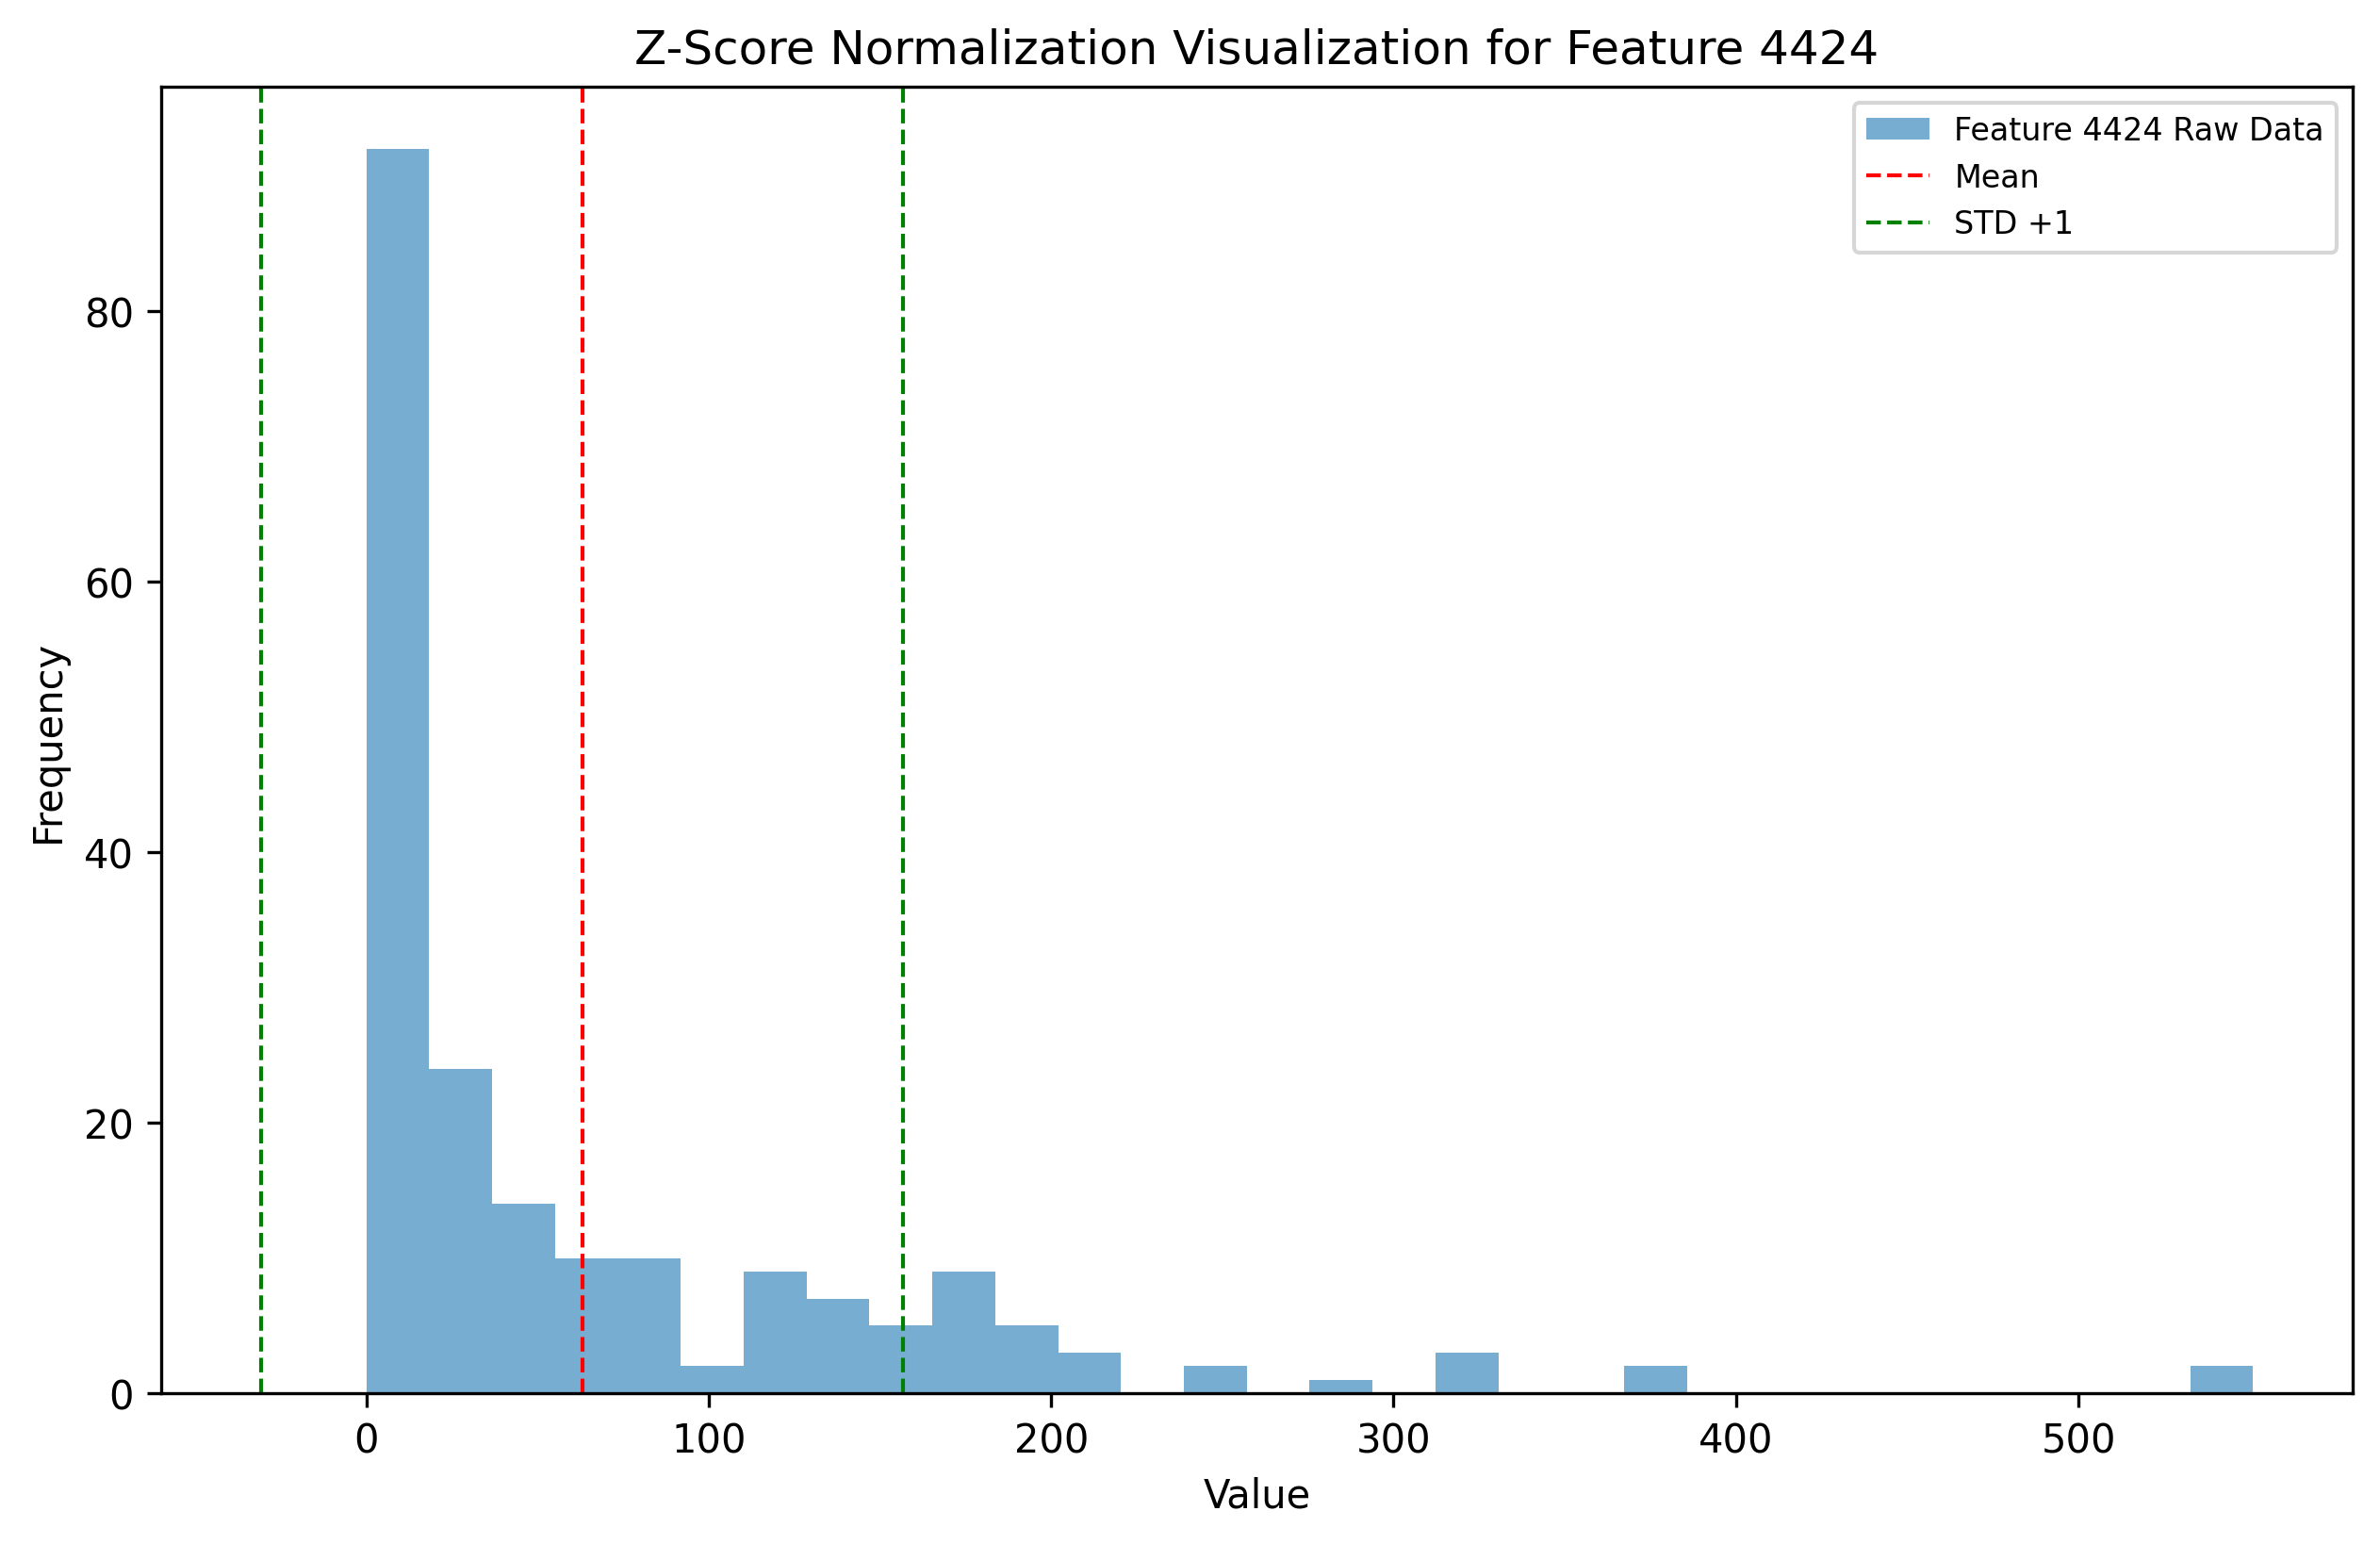 Z-Score Normalization Visualization for Feature 4424
Feature 4424 Raw Data
Mean
STD +1
Frequency
80
60
40
20
0
0 100 200 300 400 500
Value